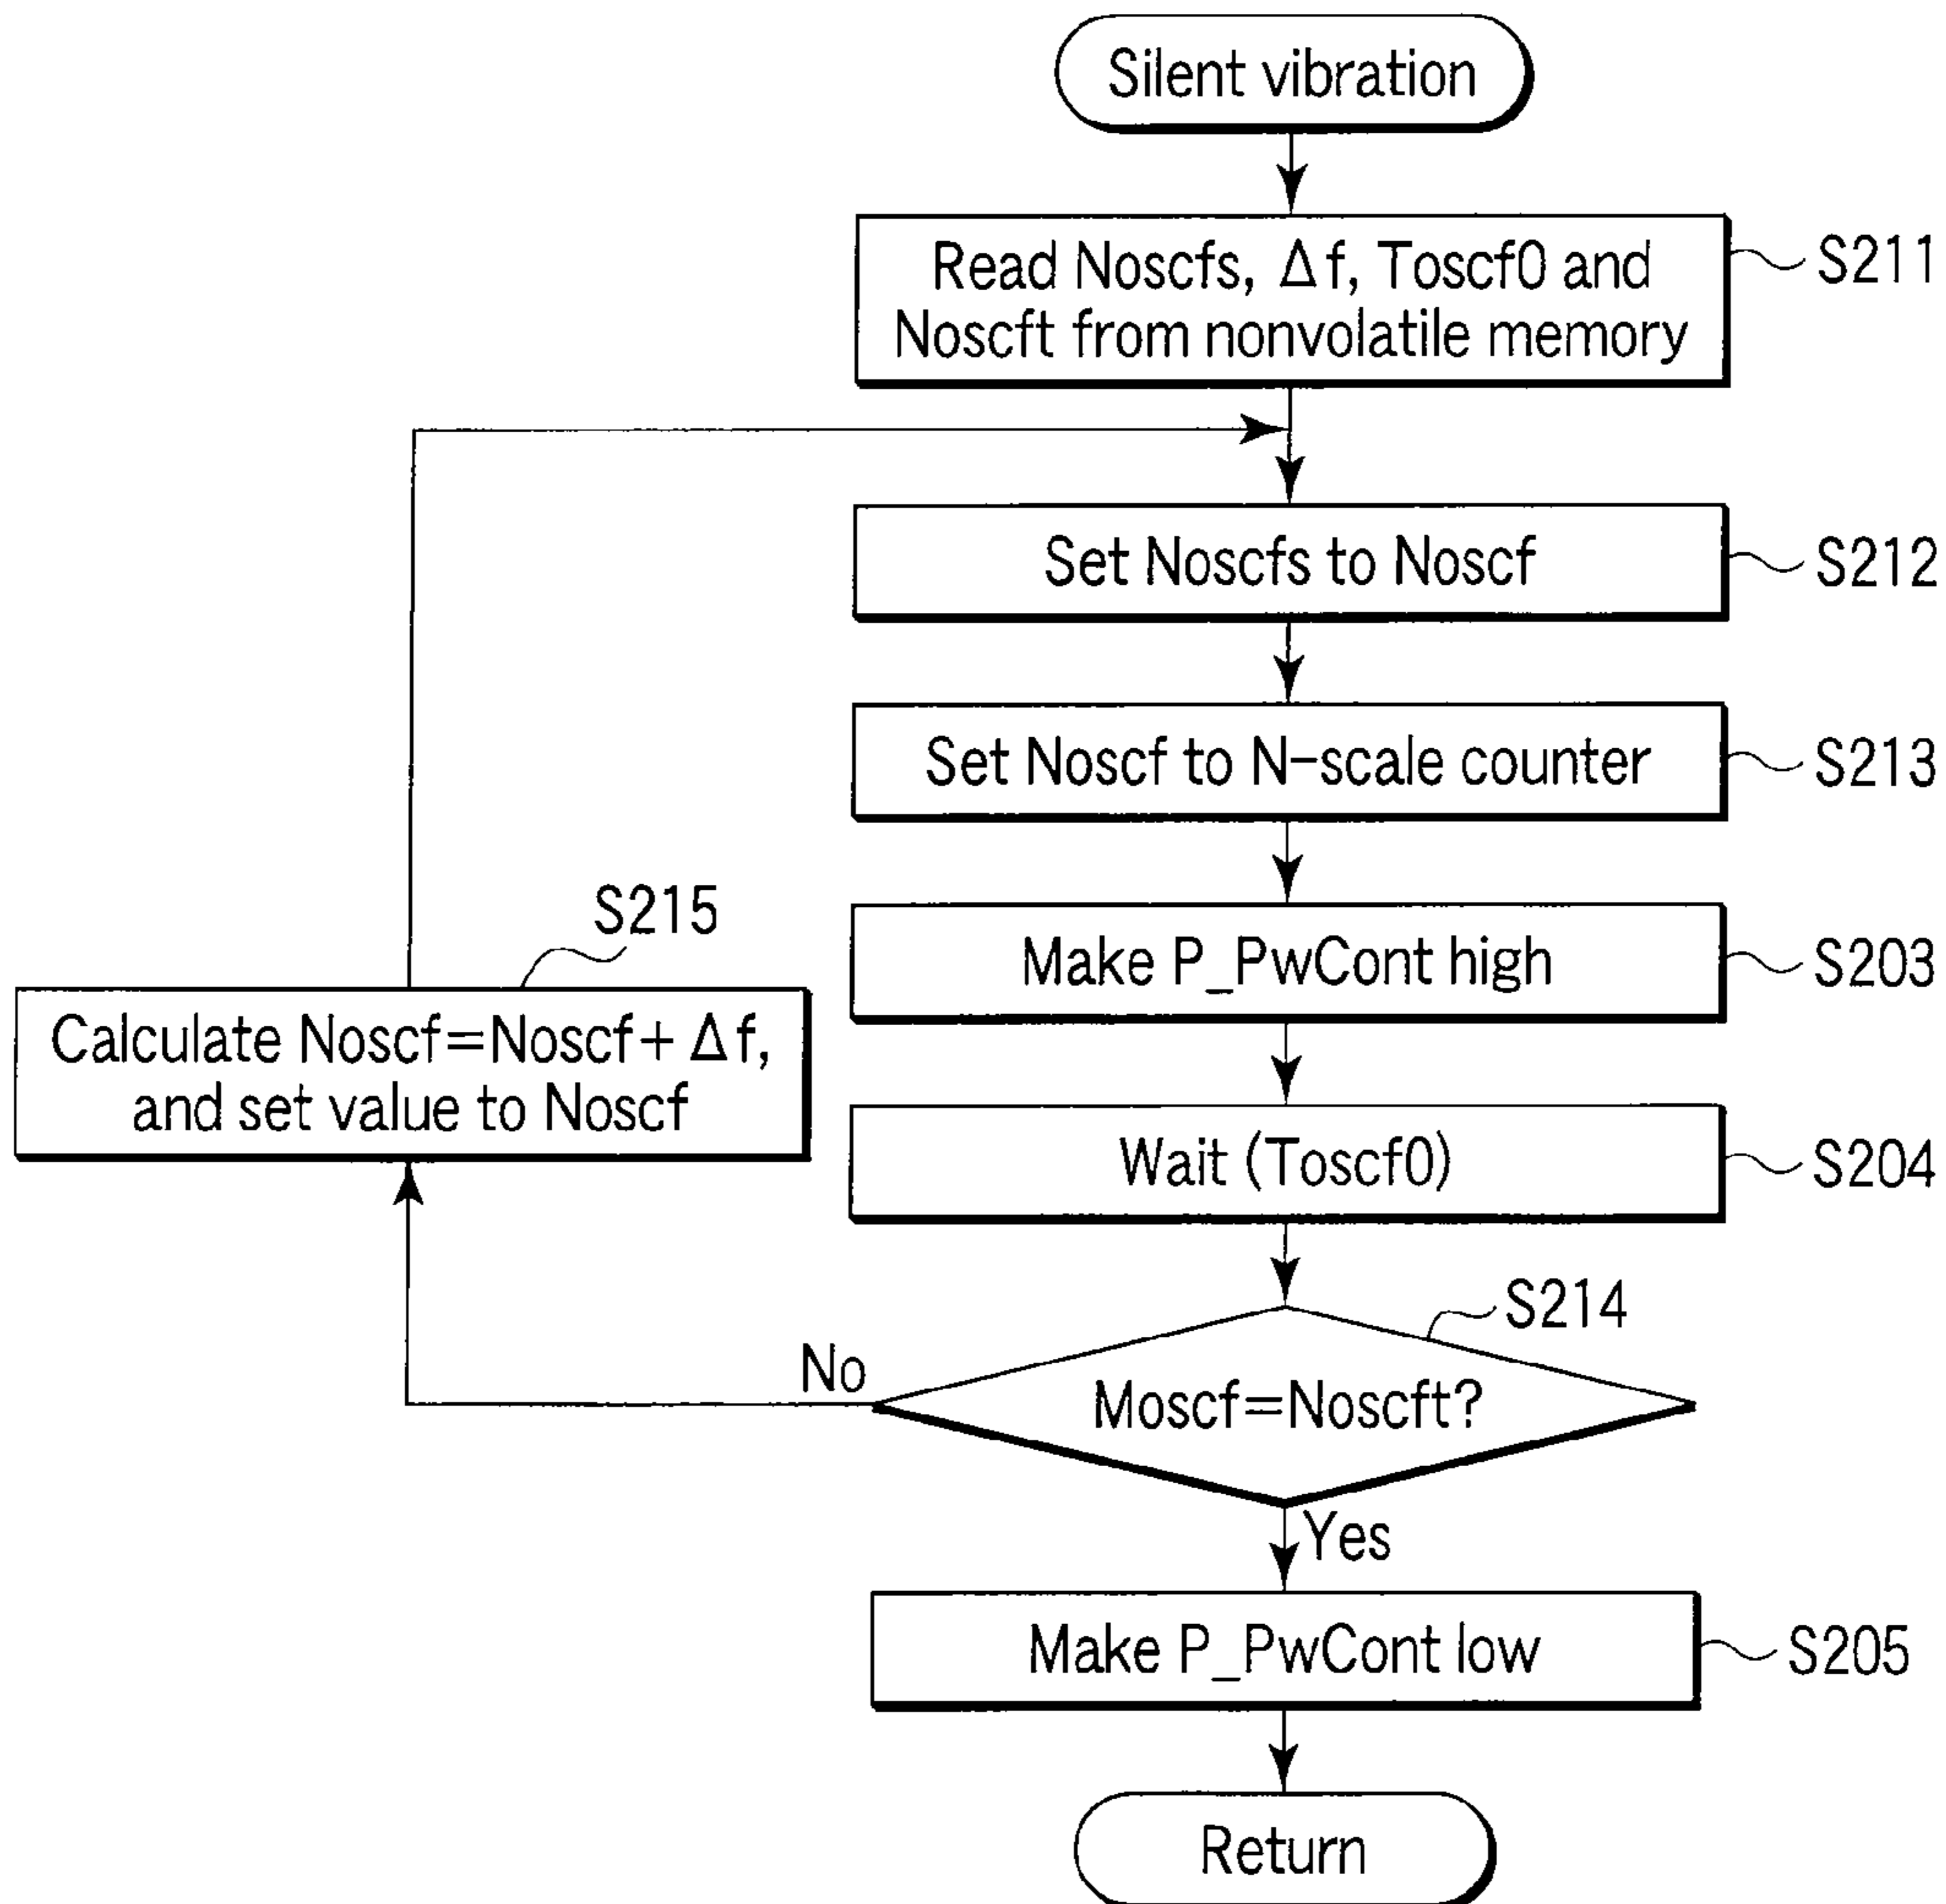 Silent vibration
Read Noscfs, Δf, Toscf0 and
Noscft from nonvolatile memory
S211
Set Noscfs to Noscf
S212
Set Noscf to N-scale counter
S213
Make P_PwCont high
S203
S215
Calculate Noscf=Noscf+Δf,
and set value to Noscf
Wait (Toscf0)
S204
S214
No
Moscf=Noscft?
Yes
Make P_PwCont low
S205
Return